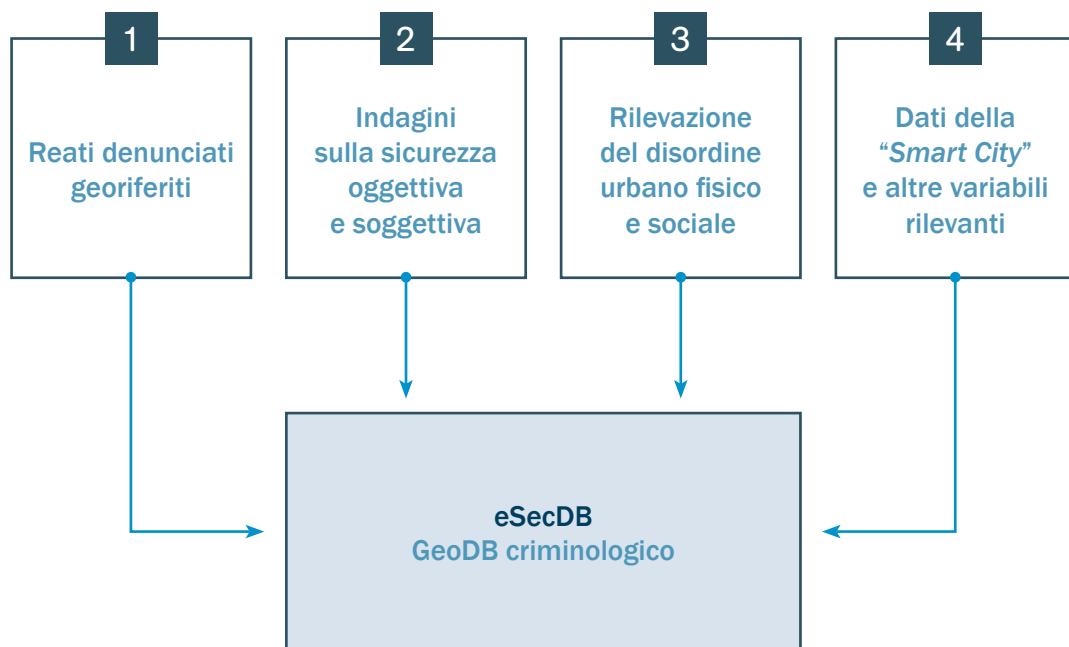 1
Reati denunciati
georiferiti
2
Indagini
sulla sicurezza
oggettiva
e soggettiva
3
Rilevazione
del disordine
urbano fisico
e sociale
4
Dati della
“Smart City”
e altre variabili
rilevanti
eSecDB
GeoDB criminologico